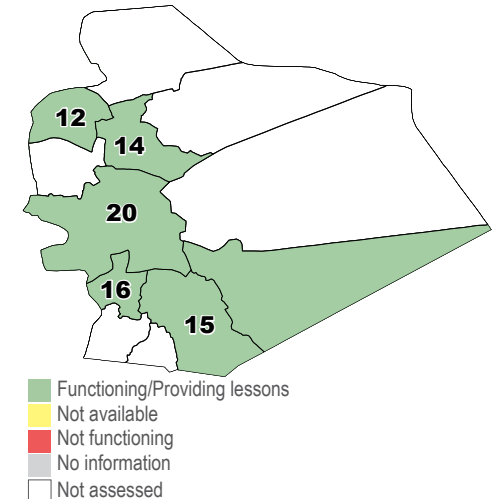 12
14
20
16
15
Functioning/Providing lessons
Not available
Not functioning
No information
Not assessed